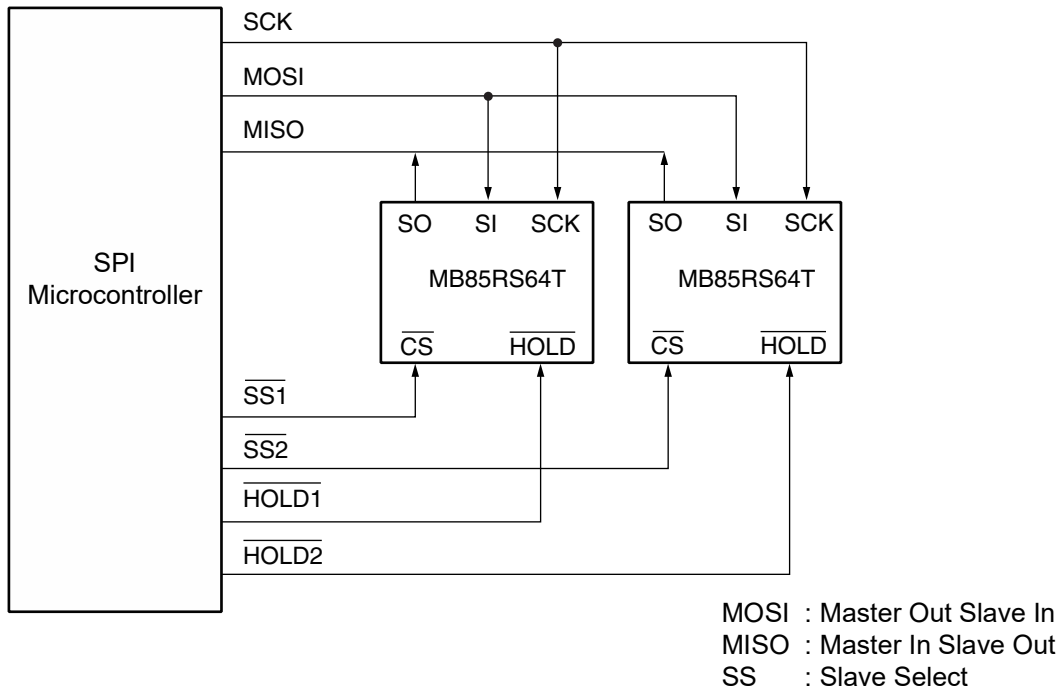 SCK
MOSI
MISO
SPI
Microcontroller
SO SI SCK
MB85RS64T
CS HOLD
SO SI SCK
MB85RS64T
CS HOLD
SS1
SS2
HOLD1
HOLD2
MOSI : Master Out Slave In
MISO : Master In Slave Out
SS : Slave Select